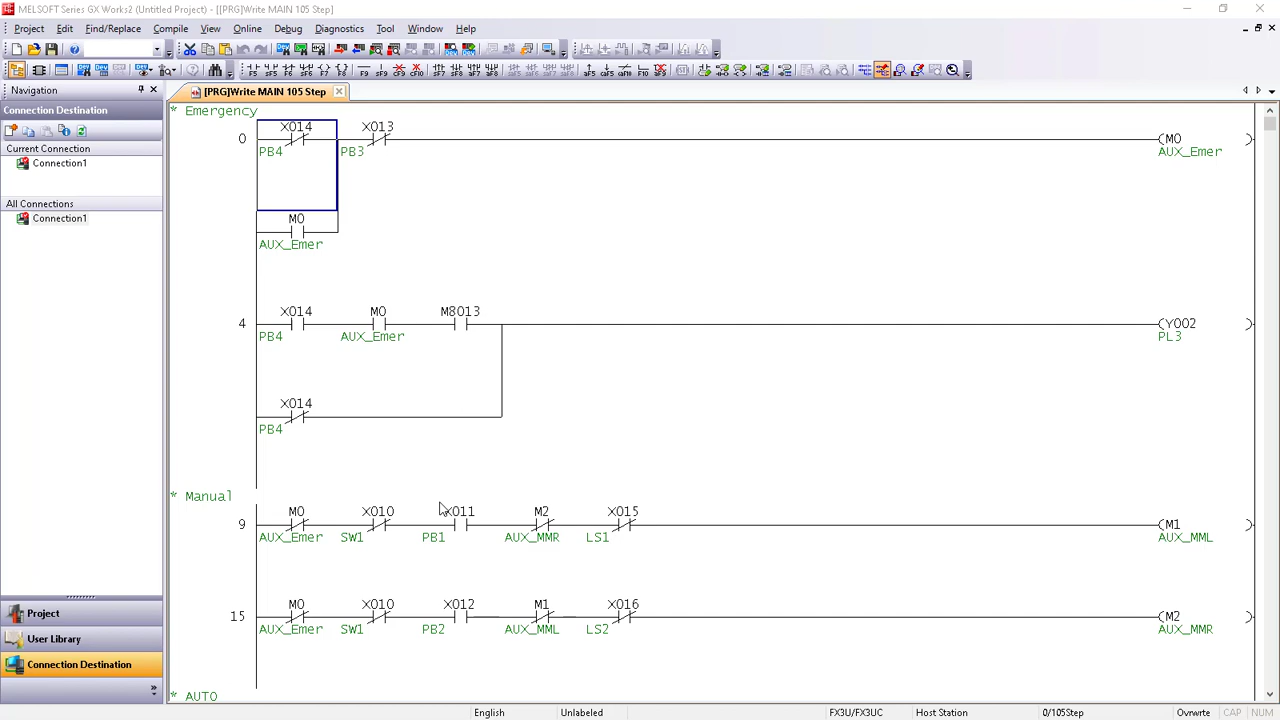 MELSOFT Series GX Works2 (Untitled Project) - [[PRG]Write MAIN 105 Step]
Project Edit Find/Replace Compile View Online Debug Diagnostics Tool Window Help
Navigation
[PRG]Write MAIN 105 Step
Connection Destination
Current Connection
Connection1
All Connections
Connection1
Project
User Library
Connection Destination
* Emergency
X014 X013
0 (M0 )
PB4 PB3 AUX_Emer
M0
AUX_Emer
X014 M0 M8013
4 (Y002 )
PB4 AUX_Emer PL3
X014
PB4
* Manual
M0 X010 X011 M2 X015
9 (M1 )
AUX_Emer SW1 PB1 AUX_MMR LS1 AUX_MML
M0 X010 X012 M1 X016
15 (M2 )
AUX_Emer SW1 PB2 AUX_MML LS2 AUX_MMR
* AUTO
English Unlabeled FX3U/FX3UC Host Station 0/105Step Ovrwrte CAP NUM